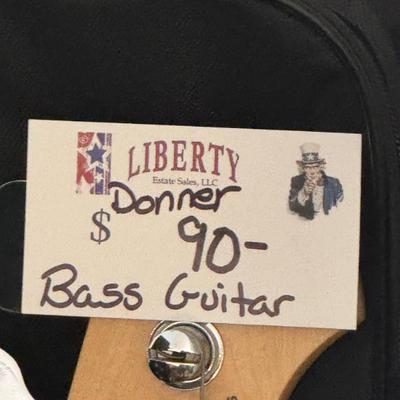 LIBERTY
Estate Sales, LLC
Donner
$ 90-
Bass Guitar